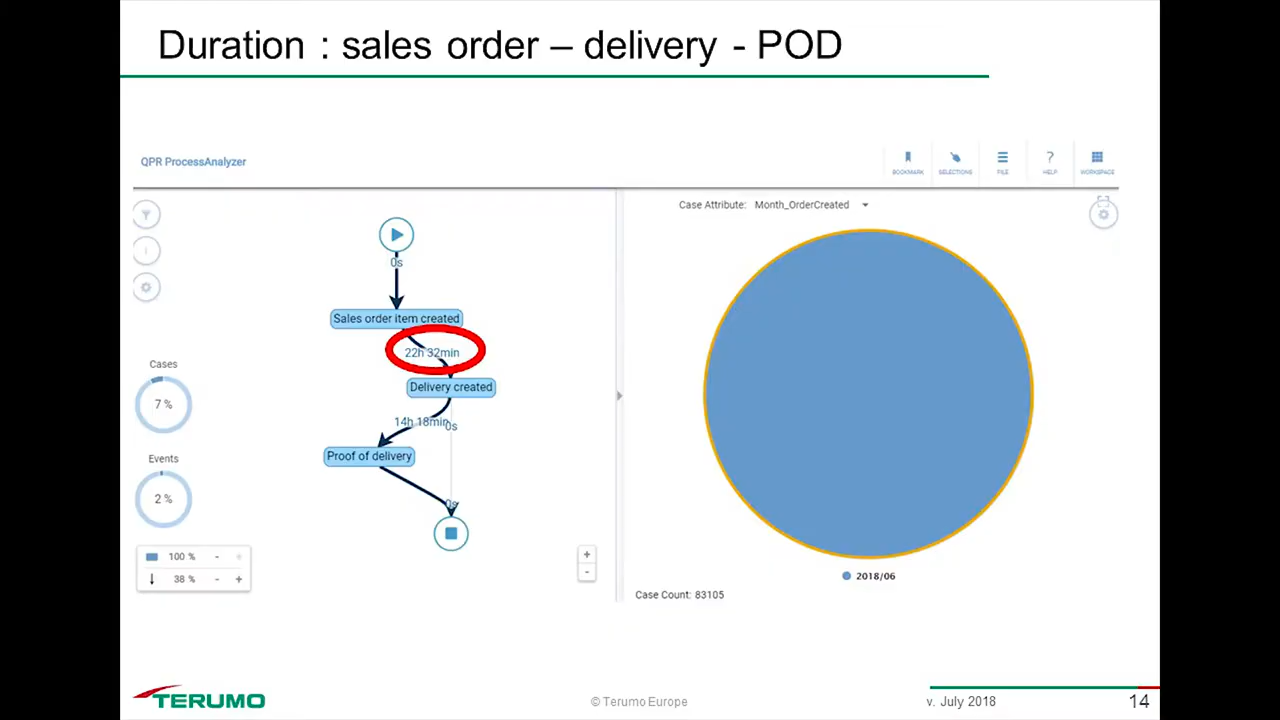 Duration : sales order – delivery - POD
QPR ProcessAnalyzer
BOOKMARK
SELECTIONS
FILE
HELP
WORKSPACE
Case Attribute: Month_OrderCreated
0s
Sales order item created
22h 32min
Delivery created
14h 18min
0s
Proof of delivery
0s
Cases
7 %
Events
2 %
100 % -
38 % - +
+
-
2018/06
Case Count: 83105
TERUMO
© Terumo Europe
v. July 2018
14